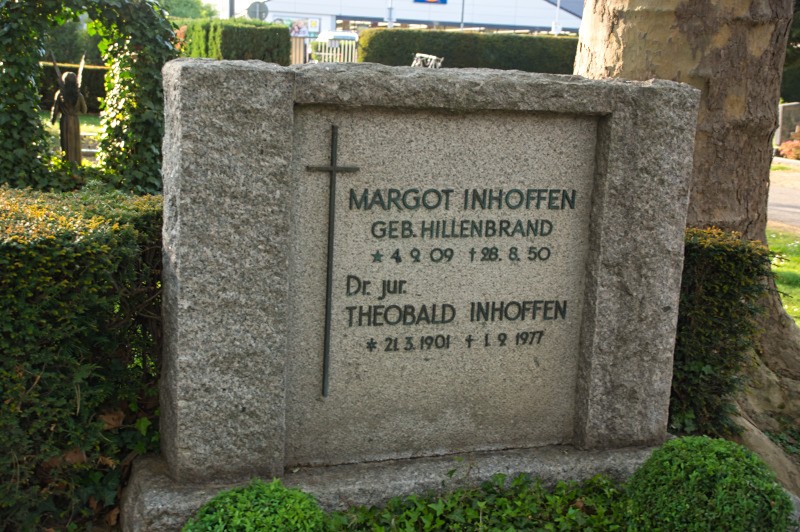 MARGOT INHOFFEN
GEB. HILLENBRAND
* 4. 9. 09 † 28. 8. 50
Dr. jur.
THEOBALD INHOFFEN
* 21. 3. 1901 † 1. 9. 1977